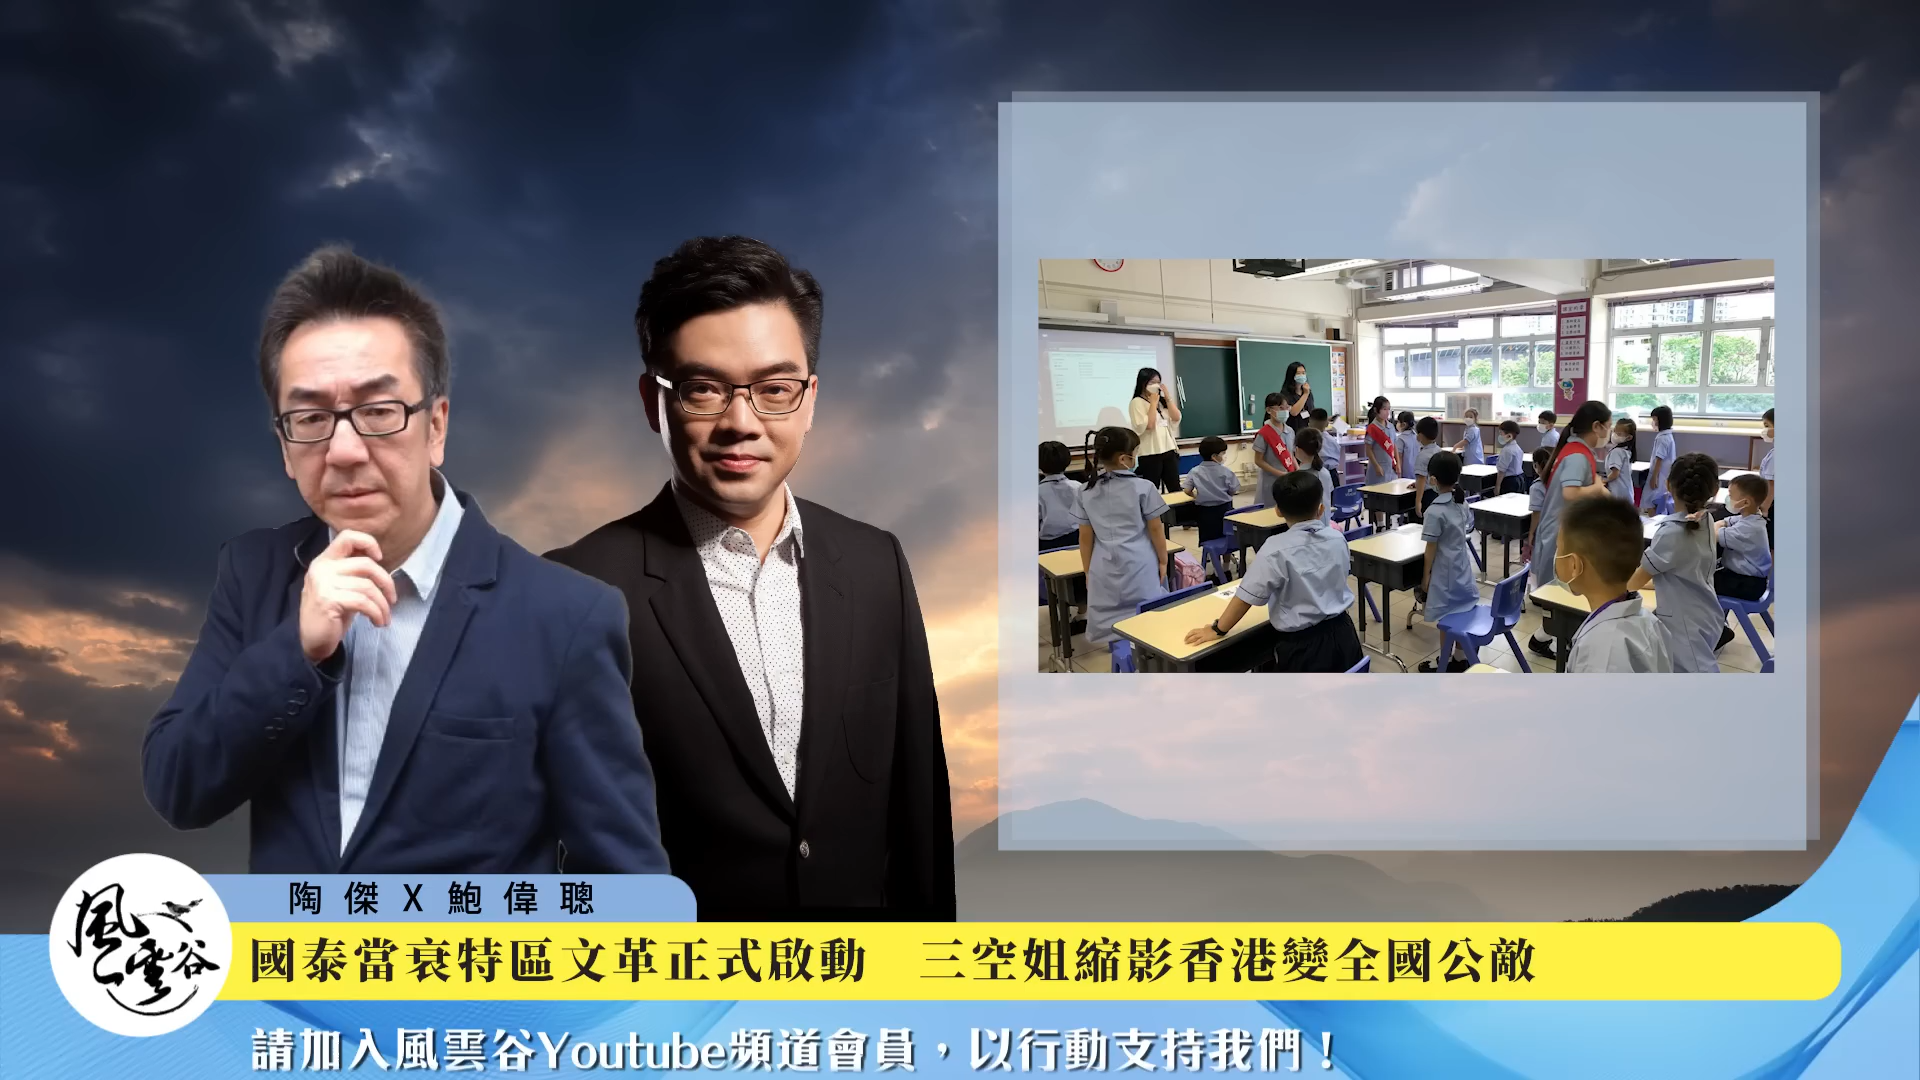 陶傑X鮑偉聰
風雲谷
國泰當衰特區文革正式啟動 三空姐縮影香港變全國公敵
請加入風雲谷Youtube頻道會員，以行動支持我們！